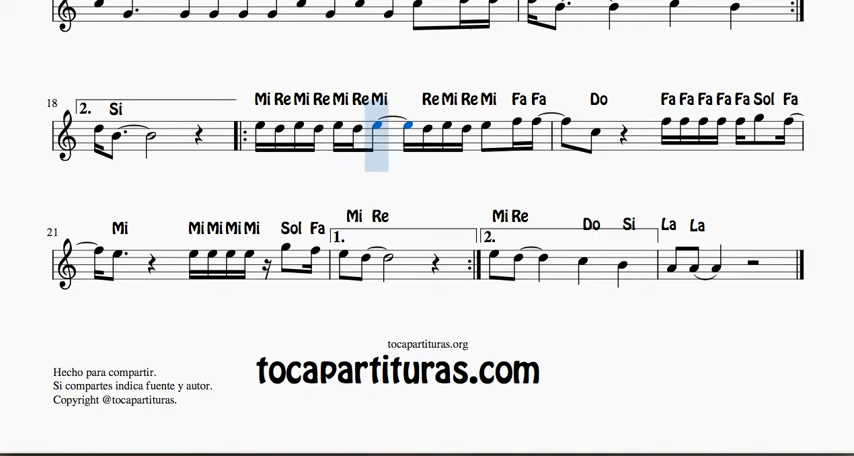 18
2. Si
Mi Re Mi Re Mi Re Mi Re Mi Re Mi Fa Fa Do Fa Fa Fa Fa Fa Sol Fa
21
Mi Mi Mi Mi Mi Sol Fa Mi Re Mi Re Do Si La La
1. 2.
tocapartituras.org
tocapartituras.com
Hecho para compartir.
Si compartes indica fuente y autor.
Copyright @tocapartituras.